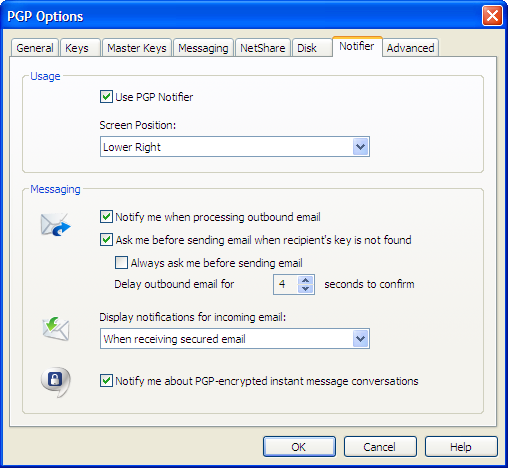 PGP Options
General Keys Master Keys Messaging NetShare Disk Notifier Advanced
Usage
Use PGP Notifier
Screen Position:
Lower Right
Messaging
Notify me when processing outbound email
Ask me before sending email when recipient's key is not found
Always ask me before sending email
Delay outbound email for 4 seconds to confirm
Display notifications for incoming email:
When receiving secured email
Notify me about PGP-encrypted instant message conversations
OK Cancel Help